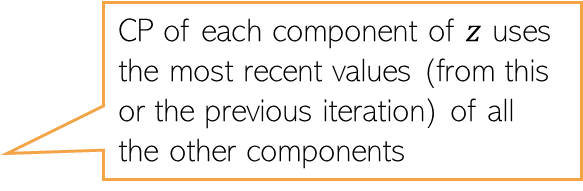 CP of each component of z uses
the most recent values (from this
or the previous iteration) of all
the other components